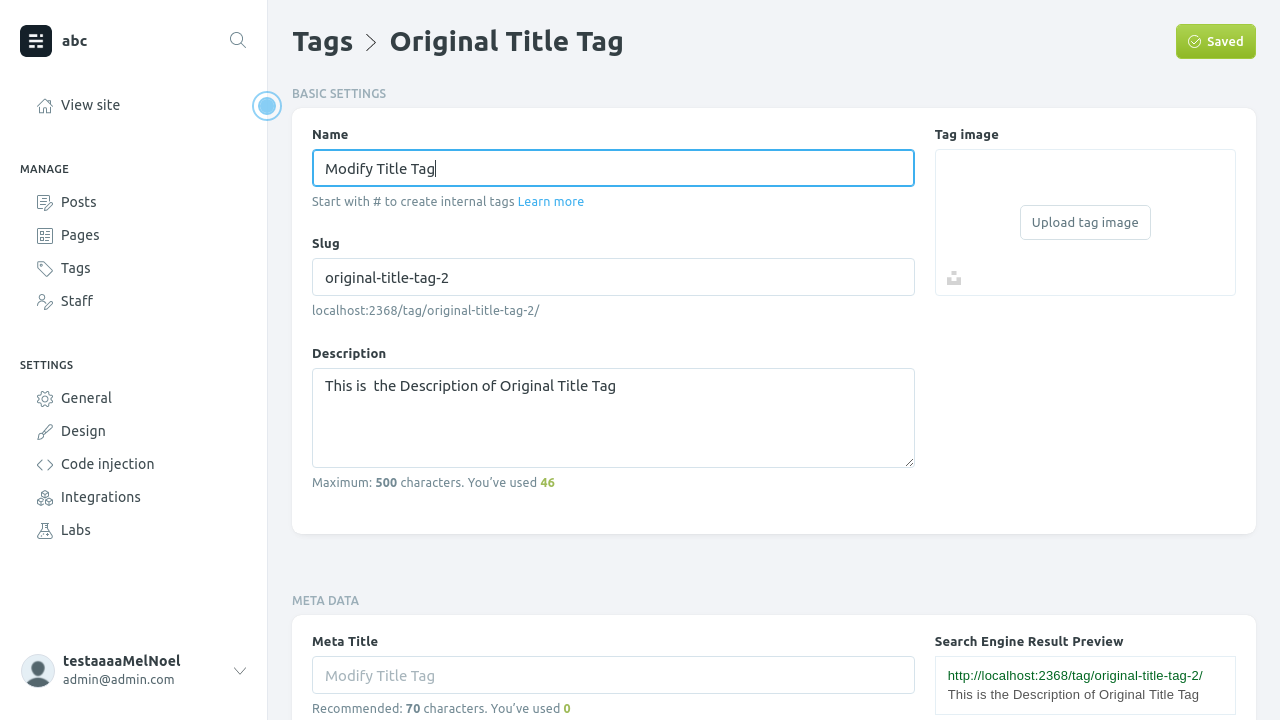 abc
View site
MANAGE
Posts
Pages
Tags
Staff
SETTINGS
General
Design
Code injection
Integrations
Labs
testaaaaMelNoel
admin@admin.com
Tags > Original Title Tag
Saved
BASIC SETTINGS
Name
Modify Title Tag
Start with # to create internal tags Learn more
Slug
original-title-tag-2
localhost:2368/tag/original-title-tag-2/
Description
This is  the Description of Original Title Tag
Maximum: 500 characters. You’ve used 46
Tag image
Upload tag image
META DATA
Meta Title
Modify Title Tag
Recommended: 70 characters. You’ve used 0
Search Engine Result Preview
http://localhost:2368/tag/original-title-tag-2/
This is the Description of Original Title Tag